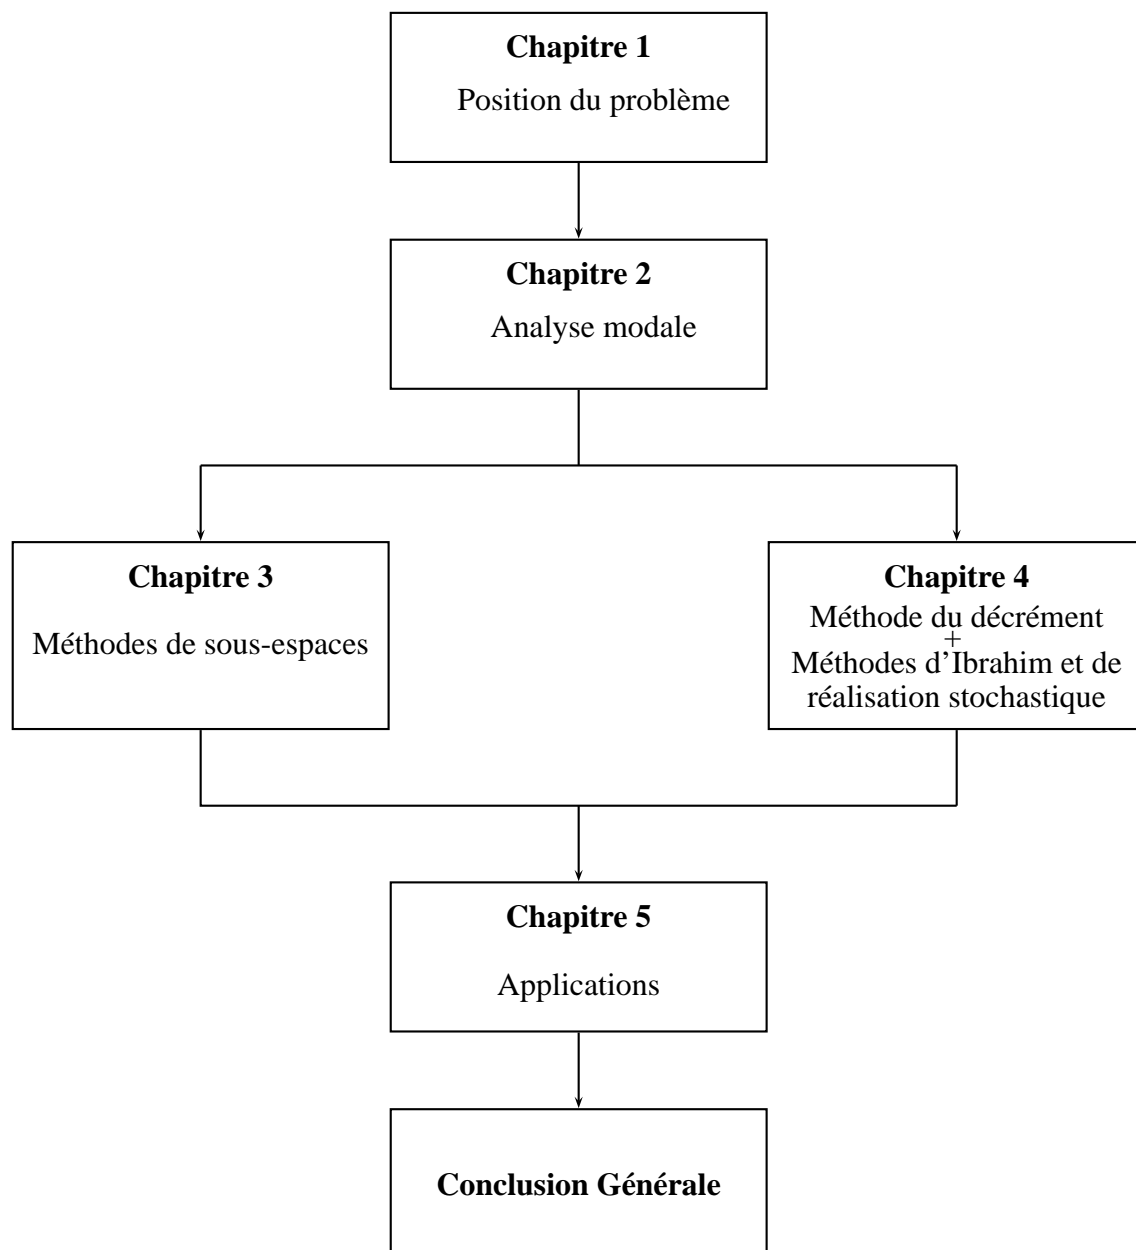 Chapitre 1
Position du problème
Chapitre 2
Analyse modale
Chapitre 3
Méthodes de sous-espaces
Chapitre 4
Méthode du décrément
+
Méthodes d’Ibrahim et de
réalisation stochastique
Chapitre 5
Applications
Conclusion Générale